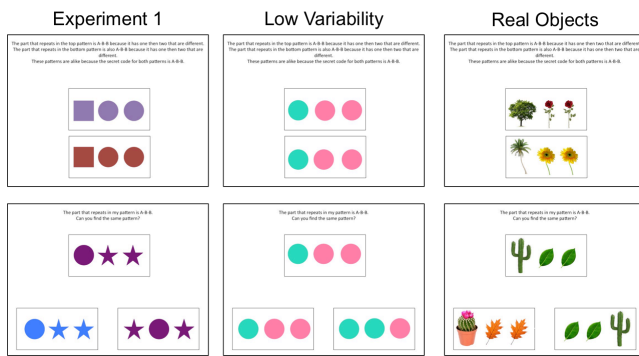 Experiment 1
Low Variability
Real Objects
The part that repeats in the top pattern is A-B-B because it has one then two that are different.
The part that repeats in the bottom pattern is also A-B-B because it has one then two that are
different.
These patterns are alike because the secret code for both patterns is A-B-B.
The part that repeats in the top pattern is A-B-B because it has one then two that are different.
The part that repeats in the bottom pattern is also A-B-B because it has one then two that are
different.
These patterns are alike because the secret code for both patterns is A-B-B.
The part that repeats in the top pattern is A-B-B because it has one then two that are different.
The part that repeats in the bottom pattern is also A-B-B because it has one then two that are
different.
These patterns are alike because the secret code for both patterns is A-B-B.
The part that repeats in my pattern is A-B-B.
Can you find the same pattern?
The part that repeats in my pattern is A-B-B.
Can you find the same pattern?
The part that repeats in my pattern is A-B-B.
Can you find the same pattern?